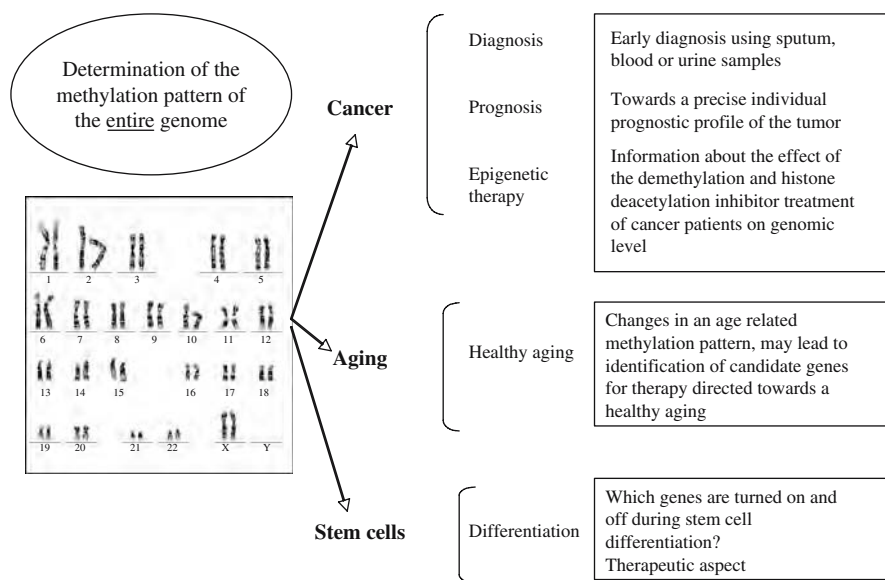 Determination of the
methylation pattern of
the entire genome
1 2 3 4 5
6 7 8 9 10 11 12
13 14 15 16 17 18
19 20 21 22 X Y
Cancer
Diagnosis
Early diagnosis using sputum,
blood or urine samples
Prognosis
Towards a precise individual
prognostic profile of the tumor
Epigenetic
therapy
Information about the effect of
the demethylation and histone
deacetylation inhibitor treatment
of cancer patients on genomic
level
Aging
Healthy aging
Changes in an age related
methylation pattern, may lead to
identification of candidate genes
for therapy directed towards a
healthy aging
Stem cells
Differentiation
Which genes are turned on and
off during stem cell
differentiation?
Therapeutic aspect